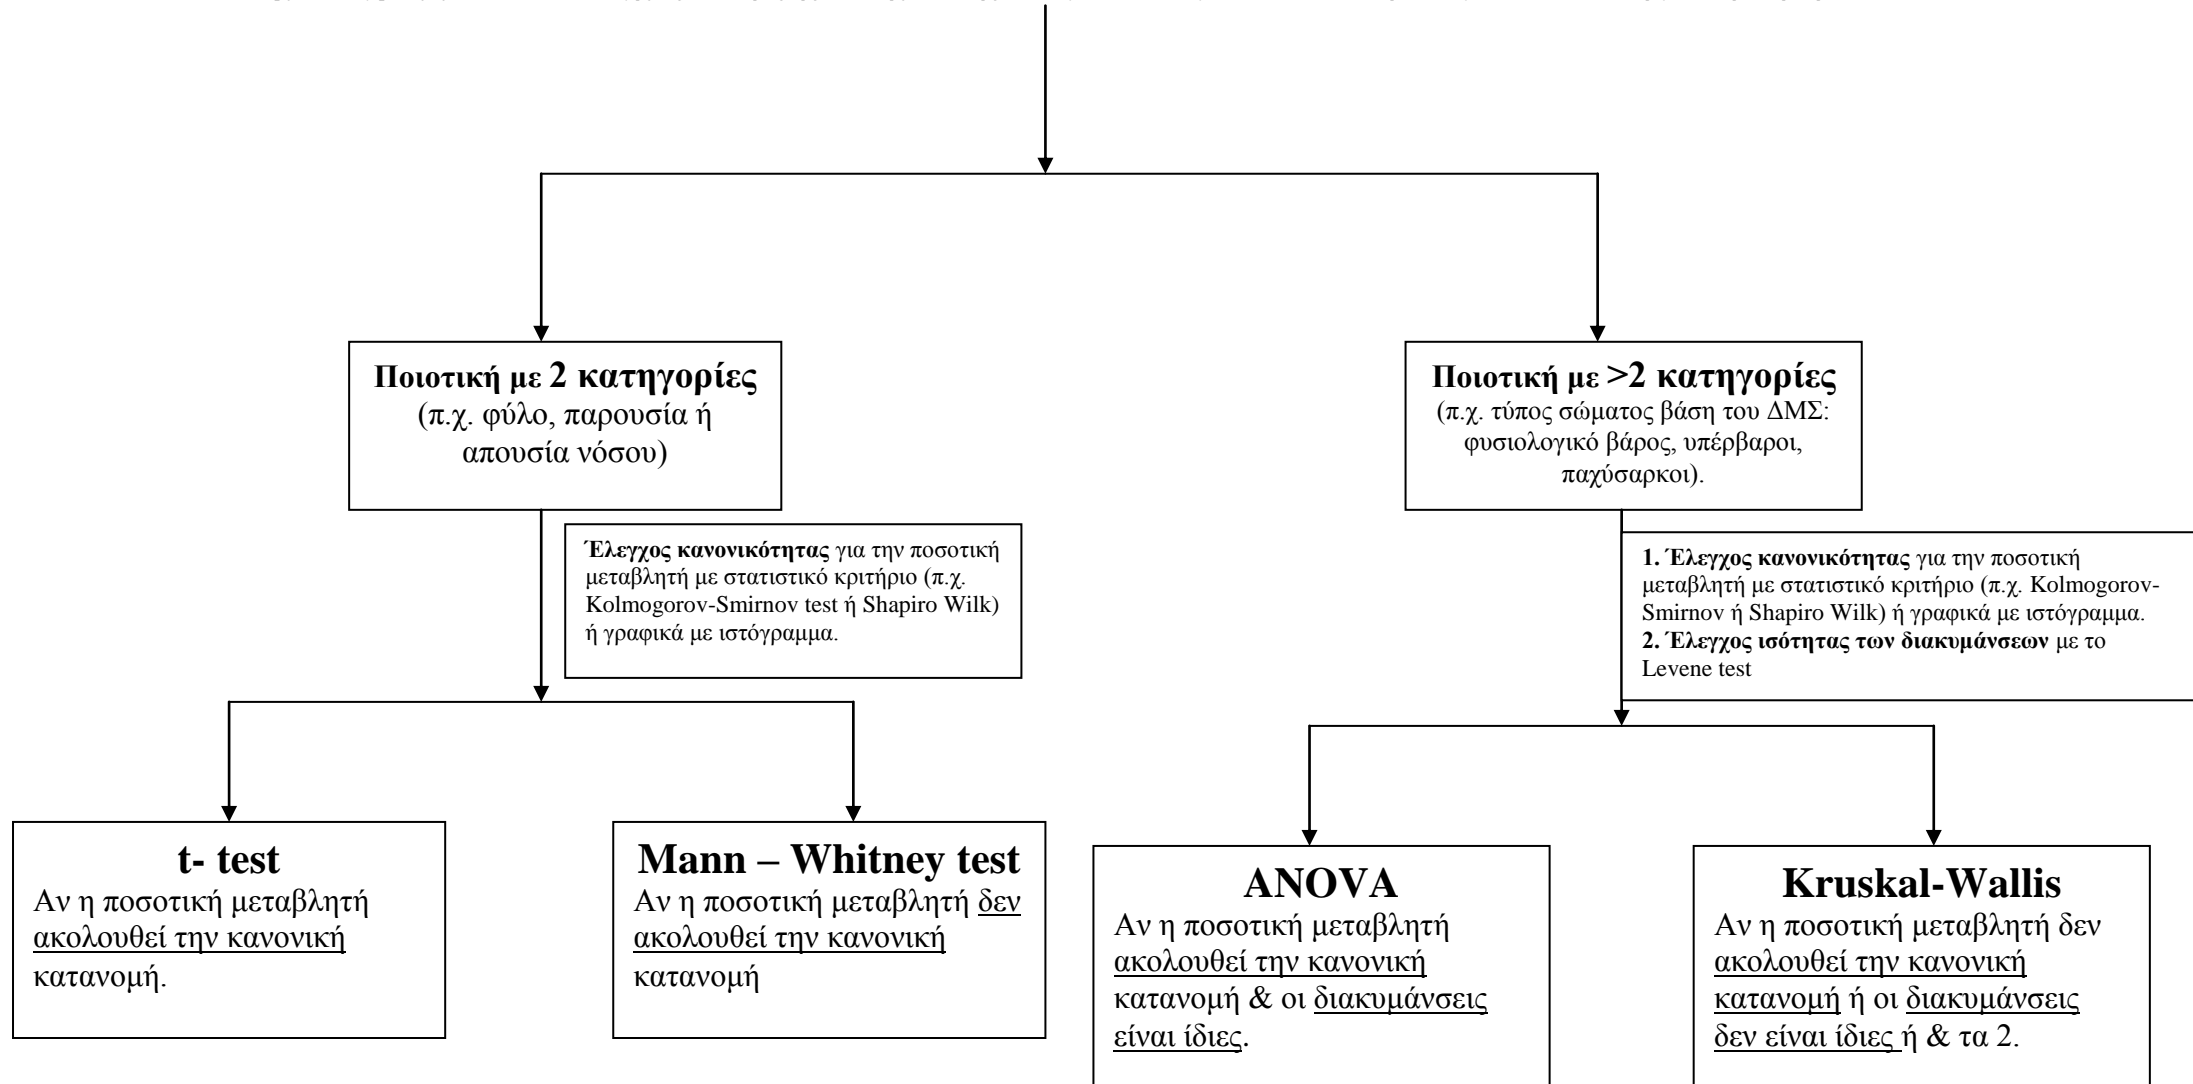 Ποιοτική με 2 κατηγορίες
(π.χ. φύλο, παρουσία ή
απουσία νόσου)
Ποιοτική με >2 κατηγορίες
(π.χ. τύπος σώματος βάση του ΔΜΣ:
φυσιολογικό βάρος, υπέρβαροι,
παχύσαρκοι).
Έλεγχος κανονικότητας για την ποσοτική
μεταβλητή με στατιστικό κριτήριο (π.χ.
Kolmogorov-Smirnov test ή Shapiro Wilk)
ή γραφικά με ιστόγραμμα.
1. Έλεγχος κανονικότητας για την ποσοτική
μεταβλητή με στατιστικό κριτήριο (π.χ. Kolmogorov-
Smirnov ή Shapiro Wilk) ή γραφικά με ιστόγραμμα.
2. Έλεγχος ισότητας των διακυμάνσεων με το
Levene test
t- test
Αν η ποσοτική μεταβλητή
ακολουθεί την κανονική
κατανομή.
Mann – Whitney test
Αν η ποσοτική μεταβλητή δεν
ακολουθεί την κανονική
κατανομή
ANOVA
Αν η ποσοτική μεταβλητή
ακολουθεί την κανονική
κατανομή & οι διακυμάνσεις
είναι ίδιες.
Kruskal-Wallis
Αν η ποσοτική μεταβλητή δεν
ακολουθεί την κανονική
κατανομή ή οι διακυμάνσεις
δεν είναι ίδιες ή & τα 2.